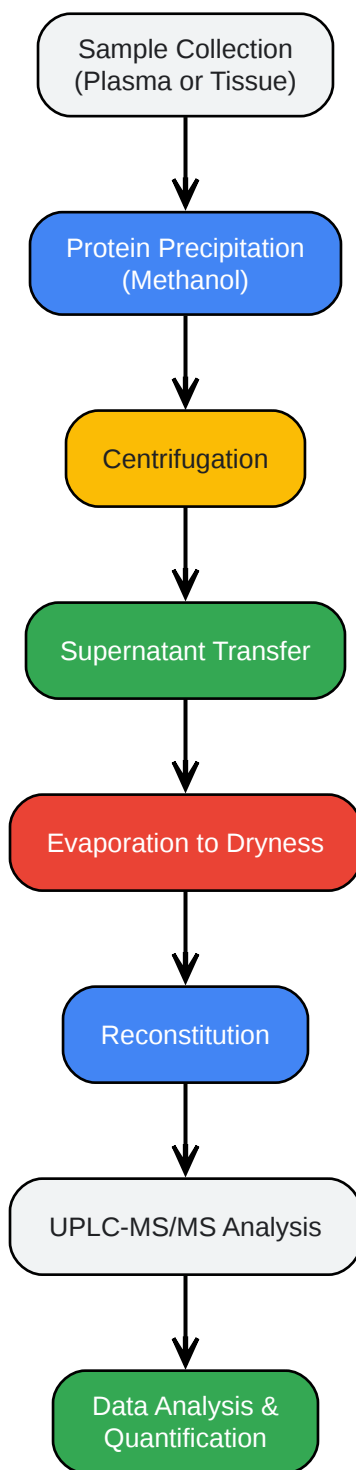 Sample Collection
(Plasma or Tissue)
Protein Precipitation
(Methanol)
Centrifugation
Supernatant Transfer
Evaporation to Dryness
Reconstitution
UPLC-MS/MS Analysis
Data Analysis &
Quantification